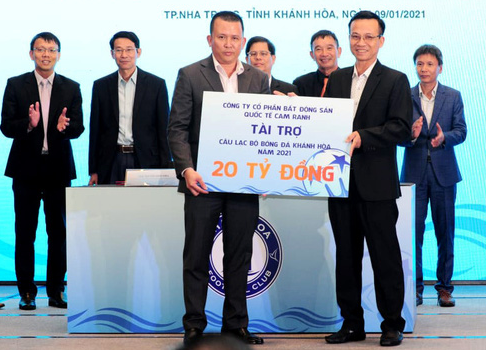 TP.NHA TRANG, TỈNH KHÁNH HÒA, NGÀY 09/01/2021
CÔNG TY CỔ PHẦN BẤT ĐỘNG SẢN
QUỐC TẾ CAM RANH
TÀI TRỢ
CÂU LẠC BỘ BÓNG ĐÁ KHÁNH HÒA
NĂM 2021
20 TỶ ĐỒNG
HOA
FOOTBALL CLUB